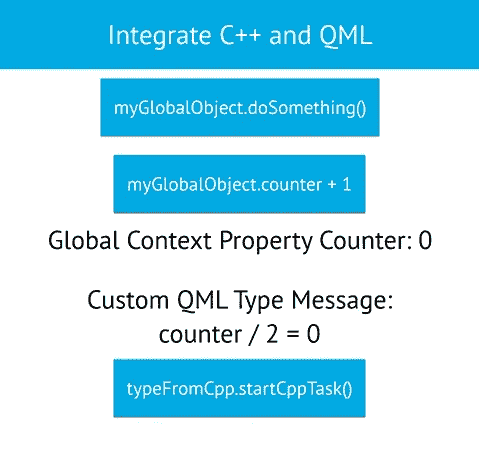 Integrate C++ and QML
myGlobalObject.doSomething()
myGlobalObject.counter + 1
Global Context Property Counter: 0
Custom QML Type Message:
counter / 2 = 0
typeFromCpp.startCppTask()